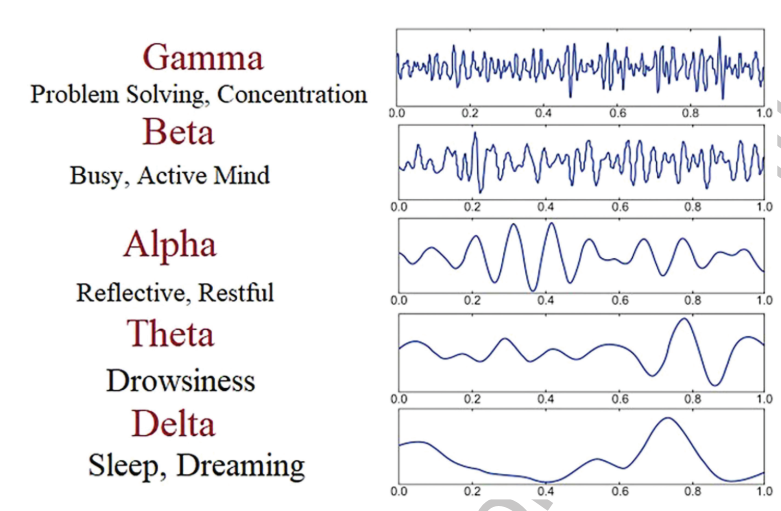 Gamma
Problem Solving, Concentration
0.0 0.2 0.4 0.6 0.8 1.0
Beta
Busy, Active Mind
0.0 0.2 0.4 0.6 0.8 1.0
Alpha
Reflective, Restful
0.0 0.2 0.4 0.6 0.8 1.0
Theta
Drowsiness
0.0 0.2 0.4 0.6 0.8 1.0
Delta
Sleep, Dreaming
0.0 0.2 0.4 0.6 0.8 1.0